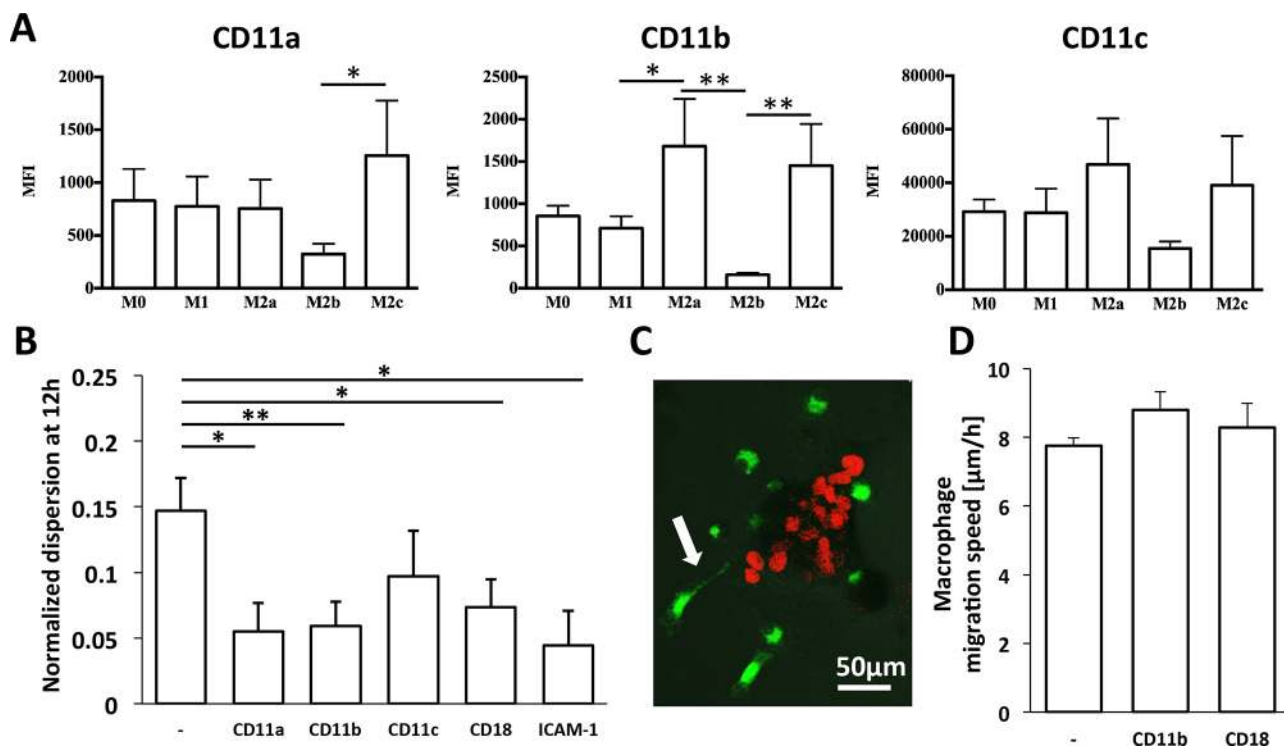 A
CD11a
CD11b
CD11c
*
*
**
**
2000
1500
1000
500
0
MFI
M0 M1 M2a M2b M2c
2500
2000
1500
1000
500
0
MFI
M0 M1 M2a M2b M2c
80000
60000
40000
20000
0
MFI
M0 M1 M2a M2b M2c
B
Normalized dispersion at 12h
0.25
0.2
0.15
0.1
0.05
0
*
*
**
*
- CD11a CD11b CD11c CD18 ICAM-1
C
50µm
D
Macrophage
migration speed [µm/h]
10
8
6
4
2
0
- CD11b CD18